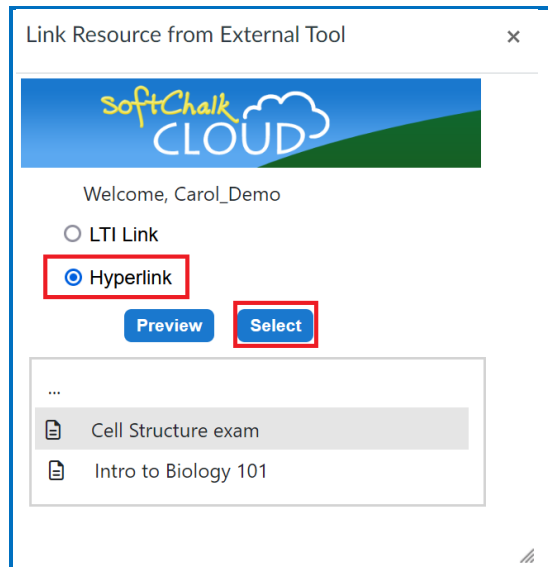 Link Resource from External Tool ×
softChalk
CLOUD
Welcome, Carol_Demo
LTI Link
Hyperlink
Preview Select
...
Cell Structure exam
Intro to Biology 101